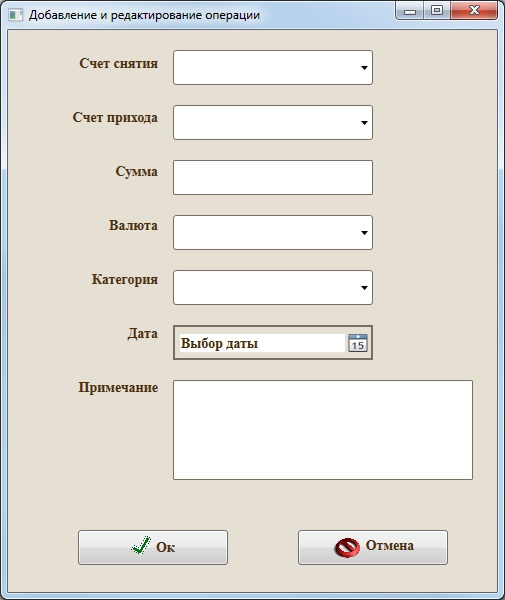 Добавление и редактирование операции
Счет снятия
Счет прихода
Сумма
Валюта
Категория
Дата
Выбор даты
15
Примечание
Ок
Отмена